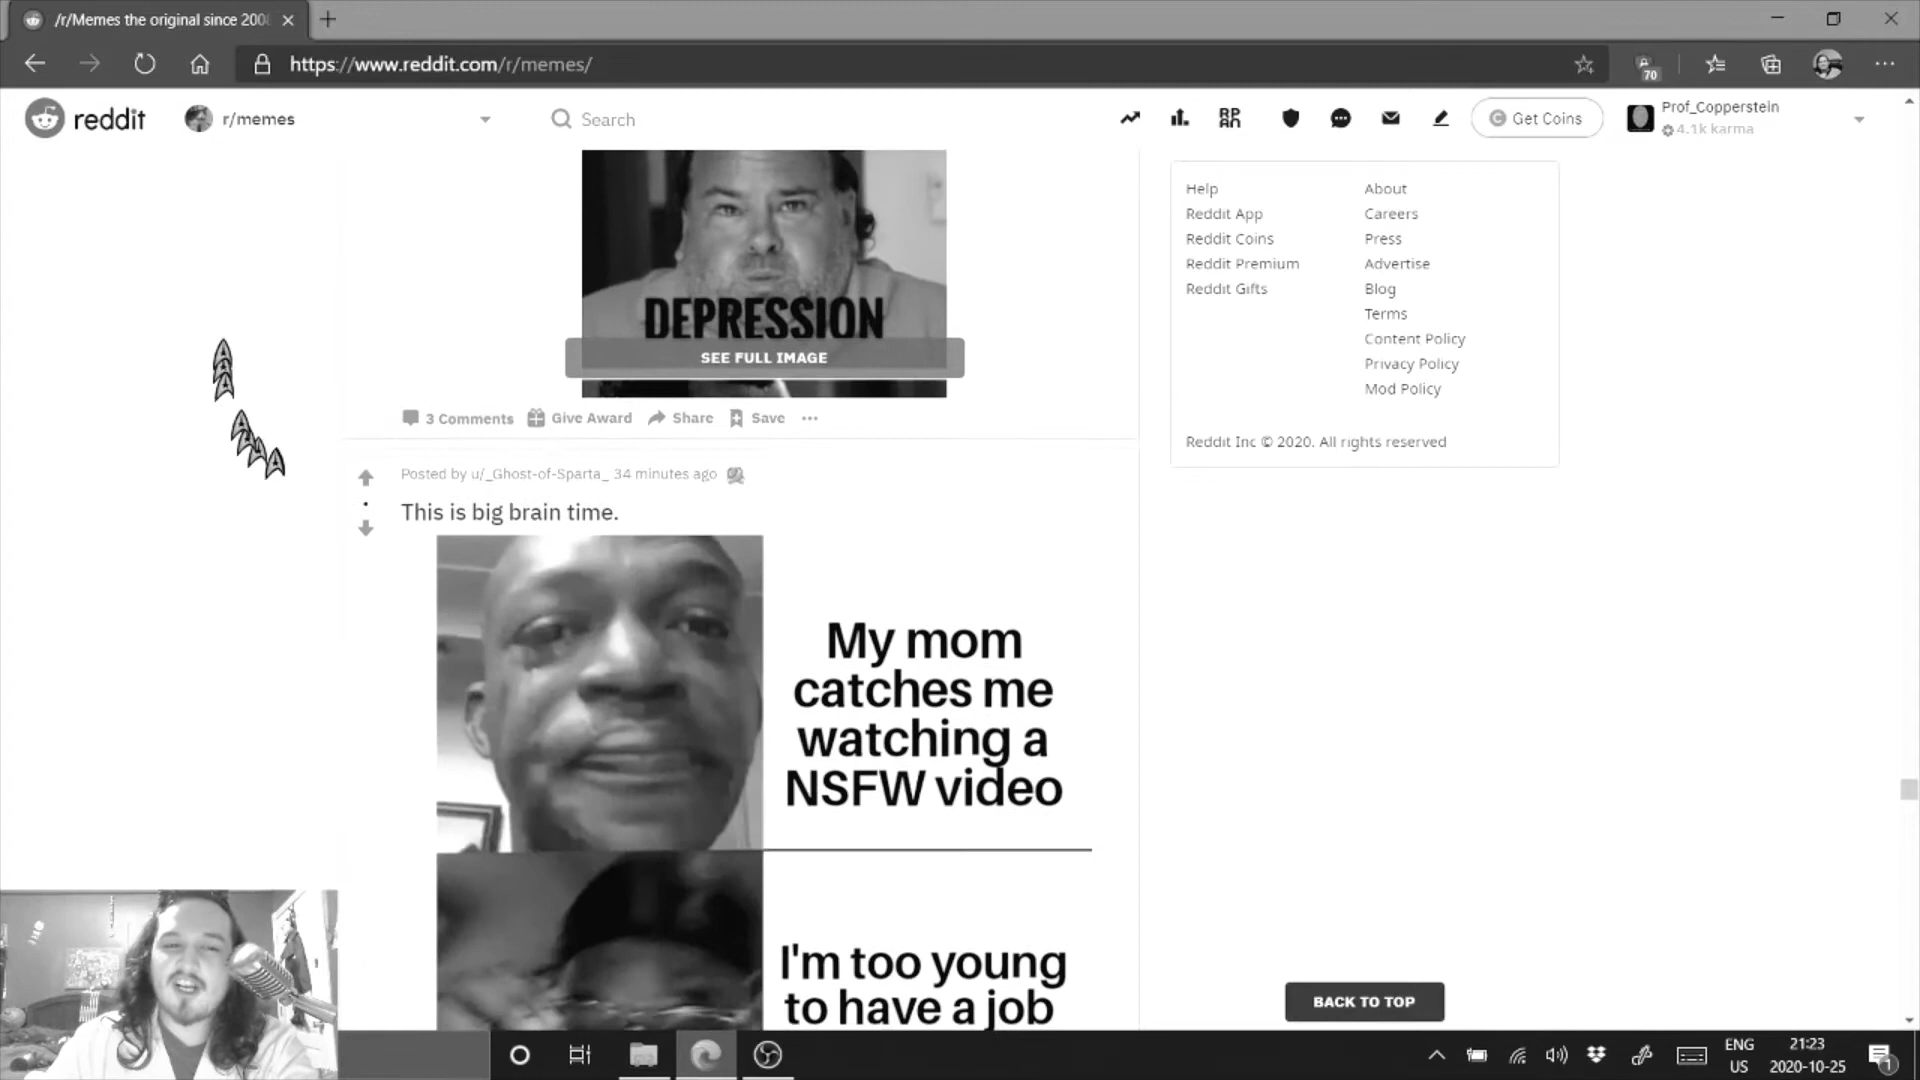 /r/Memes the original since 2008
https://www.reddit.com/r/memes/
70
reddit
r/memes
Search
Get Coins
Prof_Copperstein
4.1k karma
DEPRESSION
SEE FULL IMAGE
3 Comments
Give Award
Share
Save
Help
About
Reddit App
Careers
Reddit Coins
Press
Reddit Premium
Advertise
Reddit Gifts
Blog
Terms
Content Policy
Privacy Policy
Mod Policy
Reddit Inc © 2020. All rights reserved
Posted by u/_Ghost-of-Sparta_ 34 minutes ago
This is big brain time.
My mom
catches me
watching a
NSFW video
I'm too young
to have a job
BACK TO TOP
ENG
US
21:23
2020-10-25
1